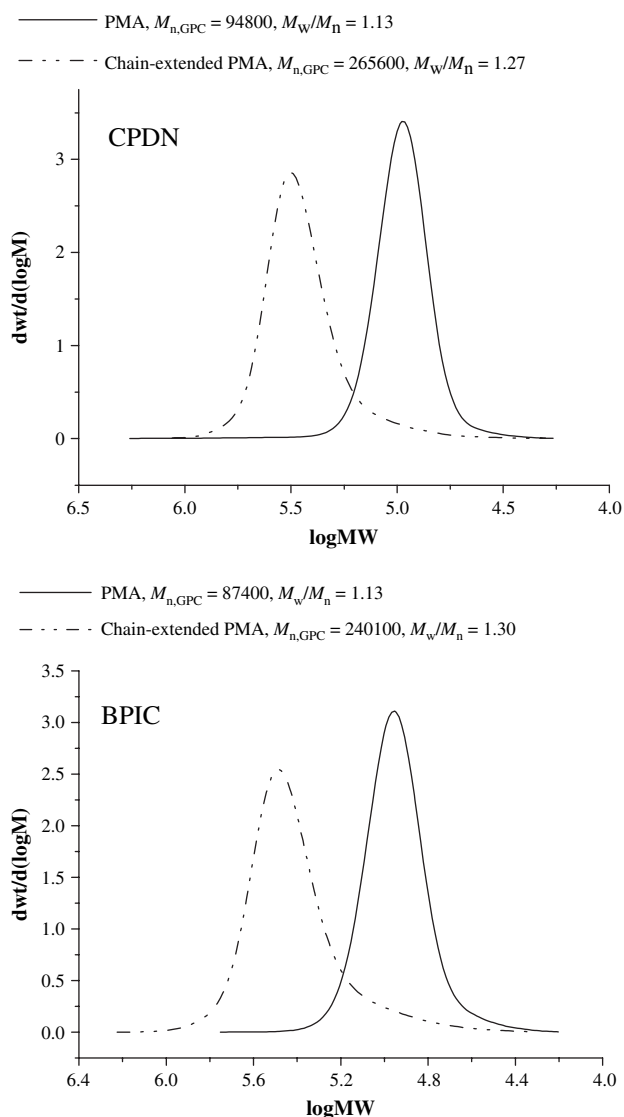 PMA, Mn,GPC = 94800, Mw/Mn = 1.13
Chain-extended PMA, Mn,GPC = 265600, Mw/Mn = 1.27
CPDN
3
2
1
0
dwt/d(logM)
6.5 6.0 5.5 5.0 4.5 4.0
logMW
PMA, Mn,GPC = 87400, Mw/Mn = 1.13
Chain-extended PMA, Mn,GPC = 240100, Mw/Mn = 1.30
BPIC
3.5
3.0
2.5
2.0
1.5
1.0
0.5
0.0
dwt/d(logM)
6.4 6.0 5.6 5.2 4.8 4.4 4.0
logMW